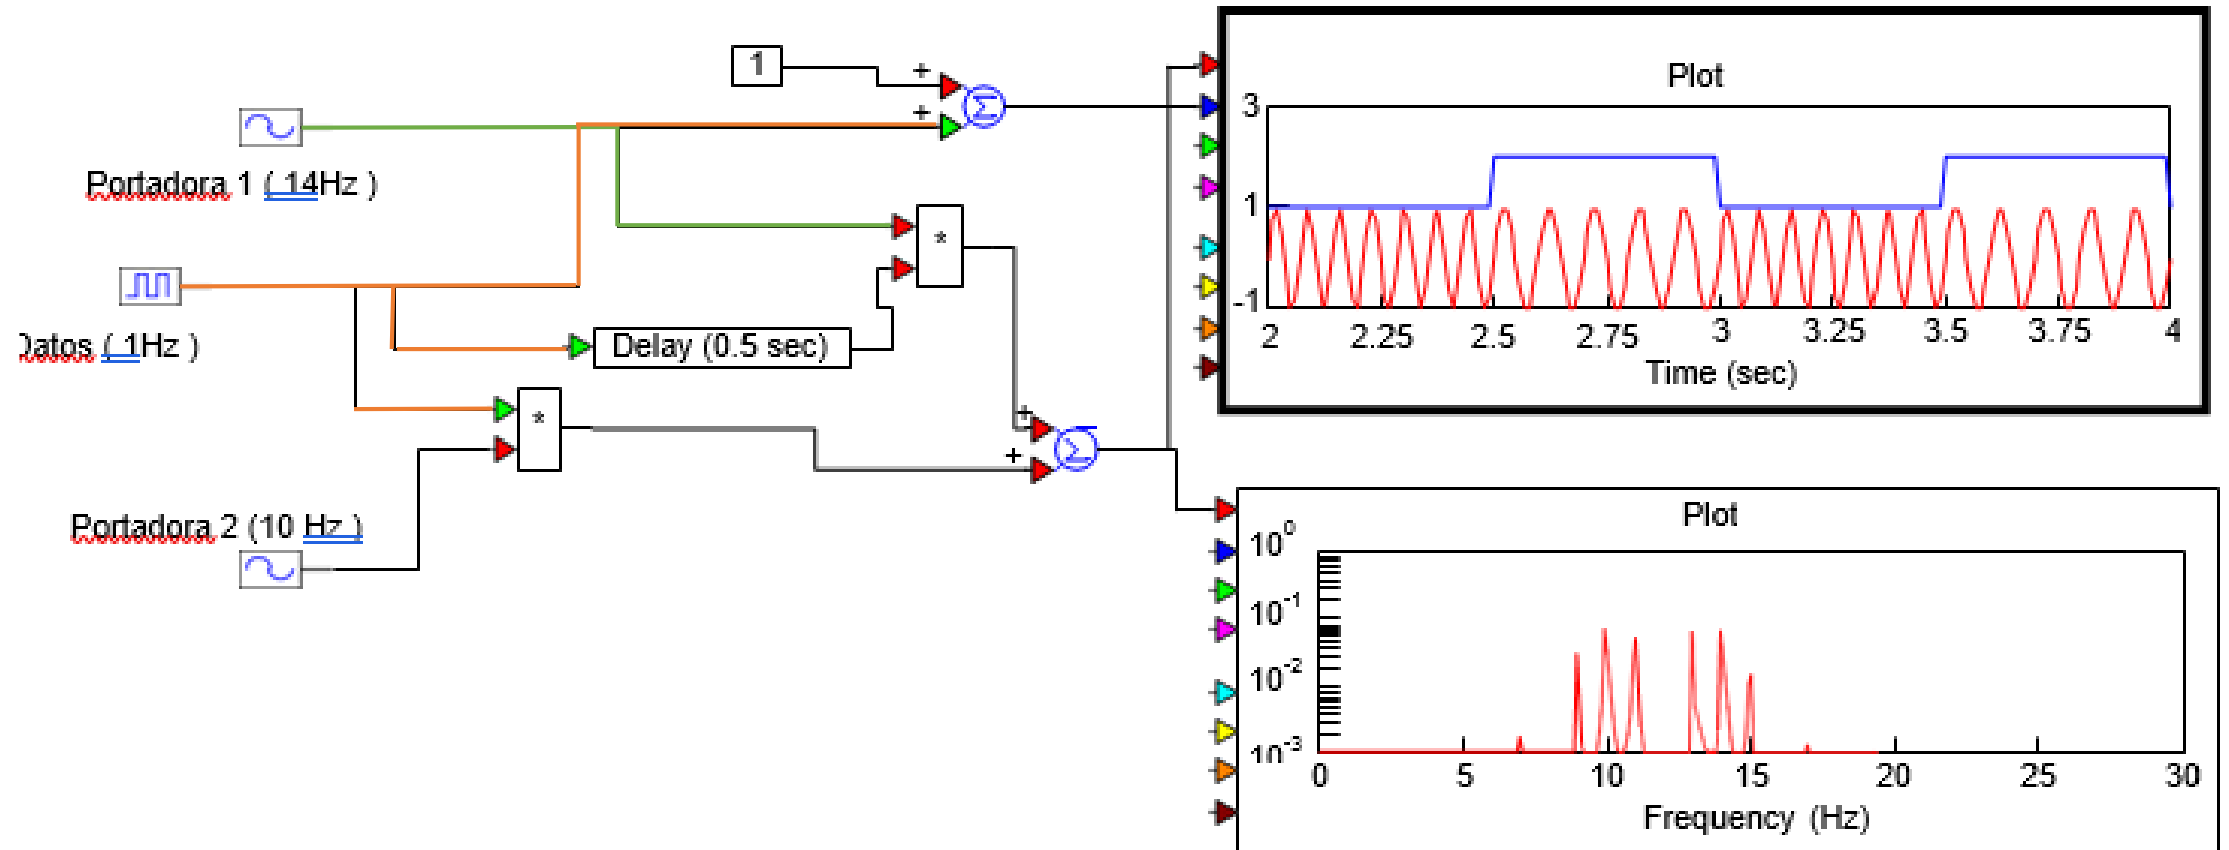 1
+
+
Σ
Portadora 1 ( 14Hz )
*
Datos ( 1Hz )
Delay (0.5 sec)
*
+
+
Σ
Portadora 2 (10 Hz )
Plot
3
1
-1
2 2.25 2.5 2.75 3 3.25 3.5 3.75 4
Time (sec)
Plot
10^0
10^-1
10^-2
10^-3
0 5 10 15 20 25 30
Frequency (Hz)